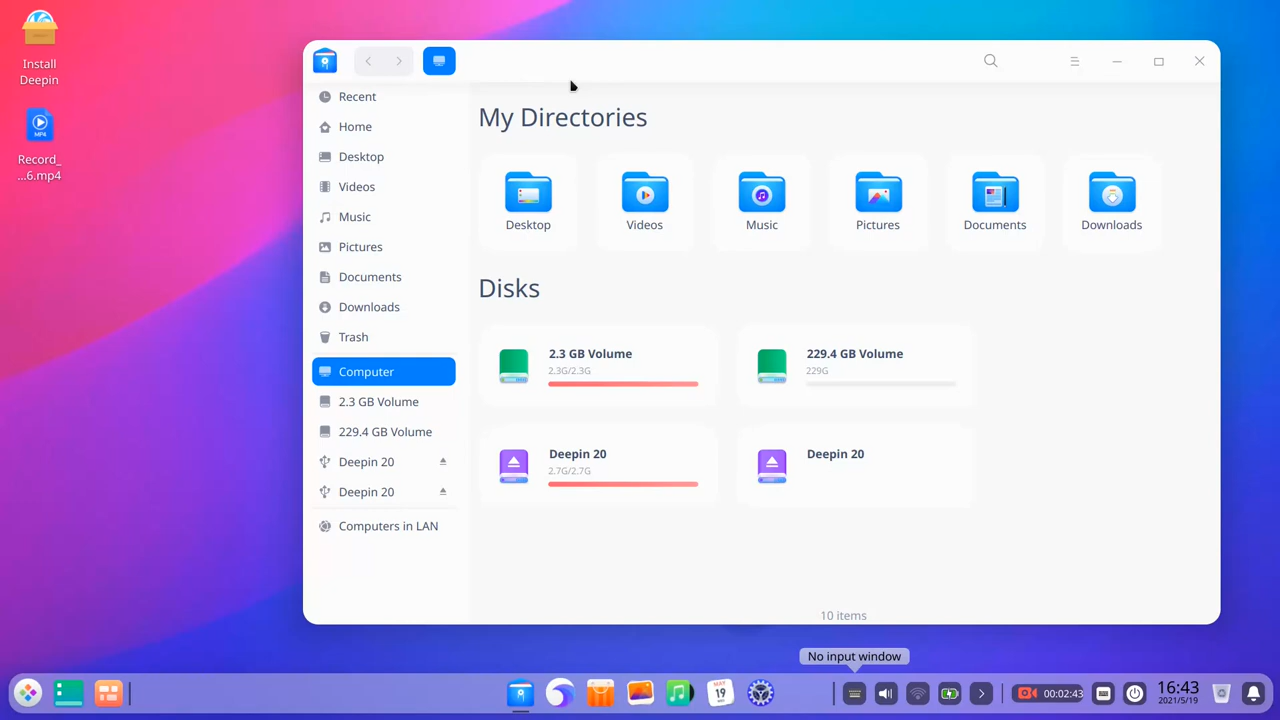 Install
Deepin
MP4
Record_
...6.mp4
Recent
Home
Desktop
Videos
Music
Pictures
Documents
Downloads
Trash
Computer
2.3 GB Volume
229.4 GB Volume
Deepin 20
Deepin 20
Computers in LAN
My Directories
Desktop
Videos
Music
Pictures
Documents
Downloads
Disks
2.3 GB Volume
2.3G/2.3G
229.4 GB Volume
229G
Deepin 20
2.7G/2.7G
Deepin 20
10 items
No input window
MAY
19
00:02:43
16:43
2021/5/19